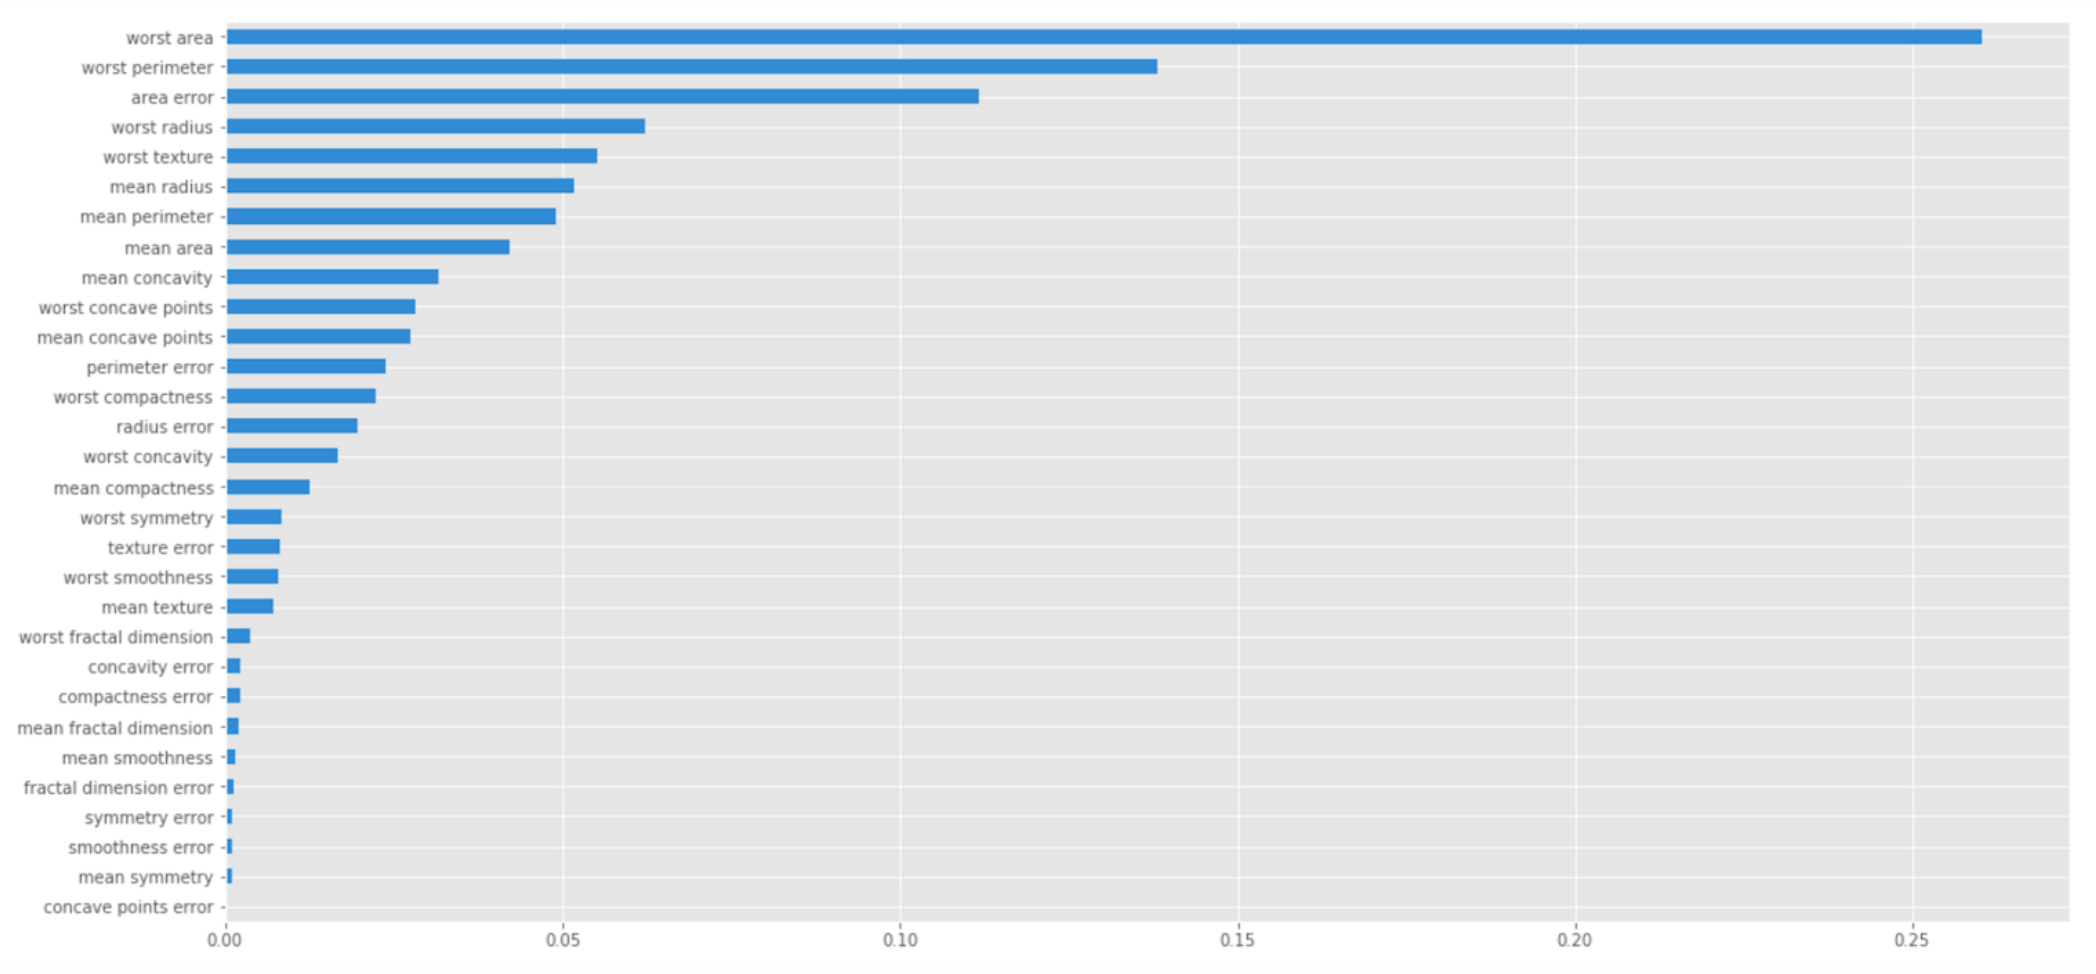 worst area
worst perimeter
area error
worst radius
worst texture
mean radius
mean perimeter
mean area
mean concavity
worst concave points
mean concave points
perimeter error
worst compactness
radius error
worst concavity
mean compactness
worst symmetry
texture error
worst smoothness
mean texture
worst fractal dimension
concavity error
compactness error
mean fractal dimension
mean smoothness
fractal dimension error
symmetry error
smoothness error
mean symmetry
concave points error
0.00 0.05 0.10 0.15 0.20 0.25